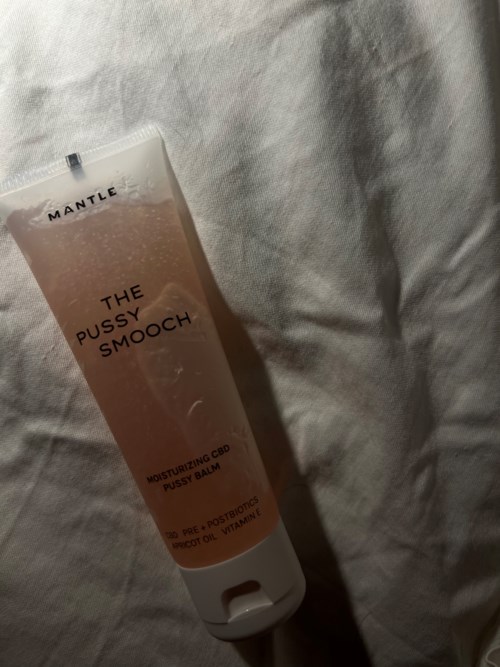 MANTLE
THE
PUSSY
SMOOCH
MOISTURIZING CBD
PUSSY BALM
CBD PRE + POSTBIOTICS
APRICOT OIL VITAMIN E